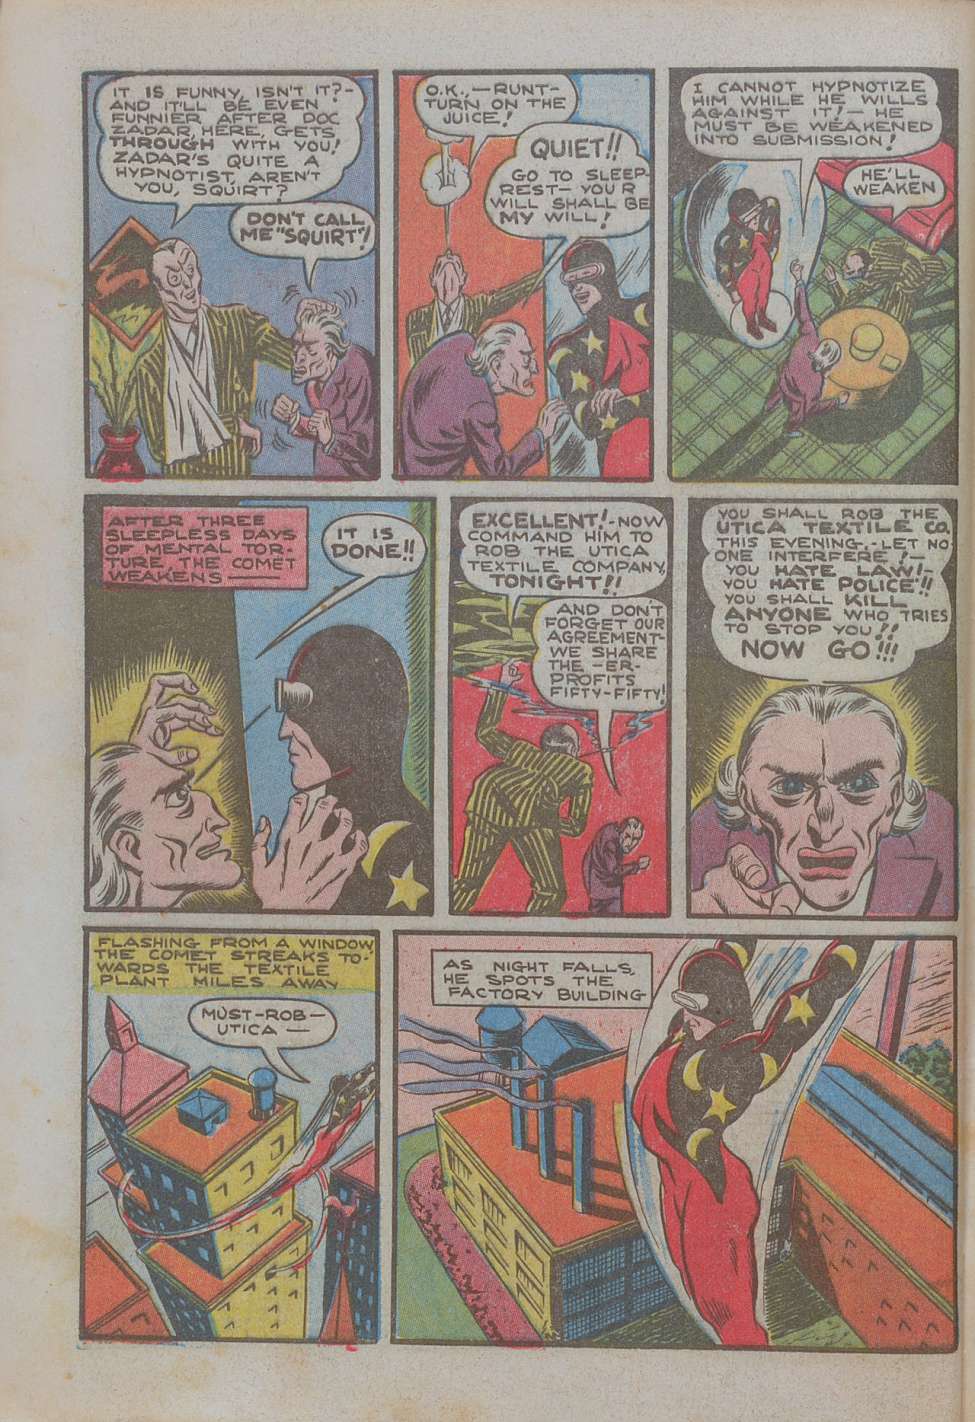 IT IS FUNNY, ISN'T IT?-
AND IT'LL BE EVEN
FUNNIER AFTER DOC
ZADAR, HERE, GETS
THROUGH WITH YOU!
ZADAR'S QUITE A
HYPNOTIST, AREN'T
YOU, SQUIRT?
DON'T CALL
ME "SQUIRT"!
O.K., - RUNT-
TURN ON THE
JUICE!
QUIET!!
GO TO SLEEP-
REST- YOUR
WILL SHALL BE
MY WILL!
I CANNOT HYPNOTIZE
HIM WHILE HE WILLS
AGAINST IT! - HE
MUST BE WEAKENED
INTO SUBMISSION!
HE'LL
WEAKEN
AFTER THREE
SLEEPLESS DAYS
OF MENTAL TOR-
TURE, THE COMET
WEAKENS —
IT IS
DONE!!
EXCELLENT! - NOW
COMMAND HIM TO
ROB THE UTICA
TEXTILE COMPANY,
TONIGHT!!
AND DON'T
FORGET OUR
AGREEMENT-
WE SHARE
THE -ER-
PROFITS
FIFTY-FIFTY!
YOU SHALL ROB THE
UTICA TEXTILE CO.
THIS EVENING. - LET NO
ONE INTERFERE! -
YOU HATE LAW! -
YOU HATE POLICE!!
YOU SHALL KILL
ANYONE WHO TRIES
TO STOP YOU!!
NOW GO!!!
FLASHING FROM A WINDOW
THE COMET STREAKS TO-
WARDS THE TEXTILE
PLANT MILES AWAY
MUST-ROB-
UTICA —
AS NIGHT FALLS,
HE SPOTS THE
FACTORY BUILDING